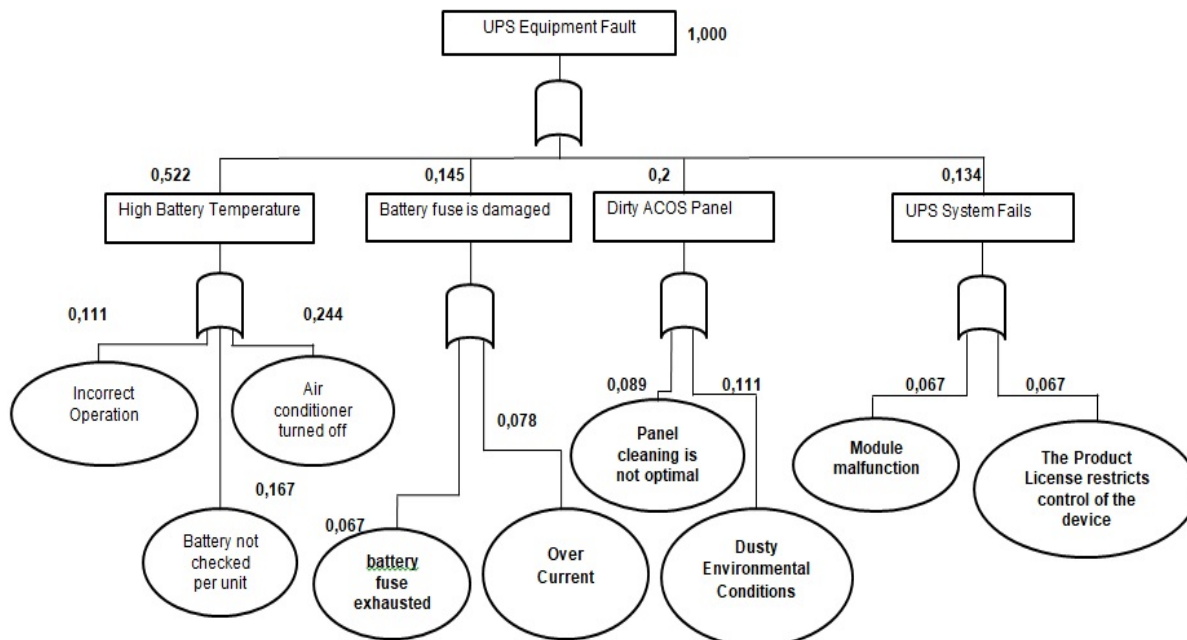 UPS Equipment Fault
1,000
0,522
0,145
0,2
0,134
High Battery Temperature
Battery fuse is damaged
Dirty ACOS Panel
UPS System Fails
0,111
0,244
Incorrect
Operation
Air
conditioner
turned off
0,167
Battery not
checked
per unit
0,078
0,067
battery
fuse
exhausted
Over
Current
0,089
0,111
Panel
cleaning is
not optimal
Dusty
Environmental
Conditions
0,067
0,067
Module
malfunction
The Product
License restricts
control of the
device